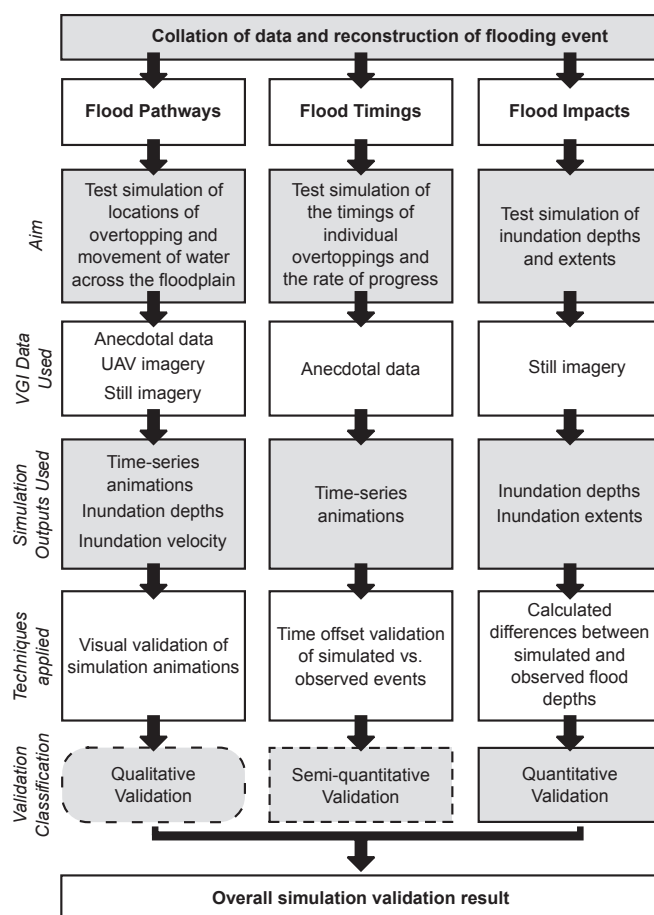 Collation of data and reconstruction of flooding event
Flood Pathways
Flood Timings
Flood Impacts
Aim
Test simulation of
locations of
overtopping and
movement of water
across the floodplain
Test simulation of
the timings of
individual
overtoppings and
the rate of progress
Test simulation of
inundation depths
and extents
VGI Data
Used
Anecdotal data
UAV imagery
Still imagery
Anecdotal data
Still imagery
Simulation
Outputs Used
Time-series
animations
Inundation depths
Inundation velocity
Time-series
animations
Inundation depths
Inundation extents
Techniques
applied
Visual validation of
simulation animations
Time offset validation
of simulated vs.
observed events
Calculated
differences between
simulated and
observed flood
depths
Validation
Classification
Qualitative
Validation
Semi-quantitative
Validation
Quantitative
Validation
Overall simulation validation result